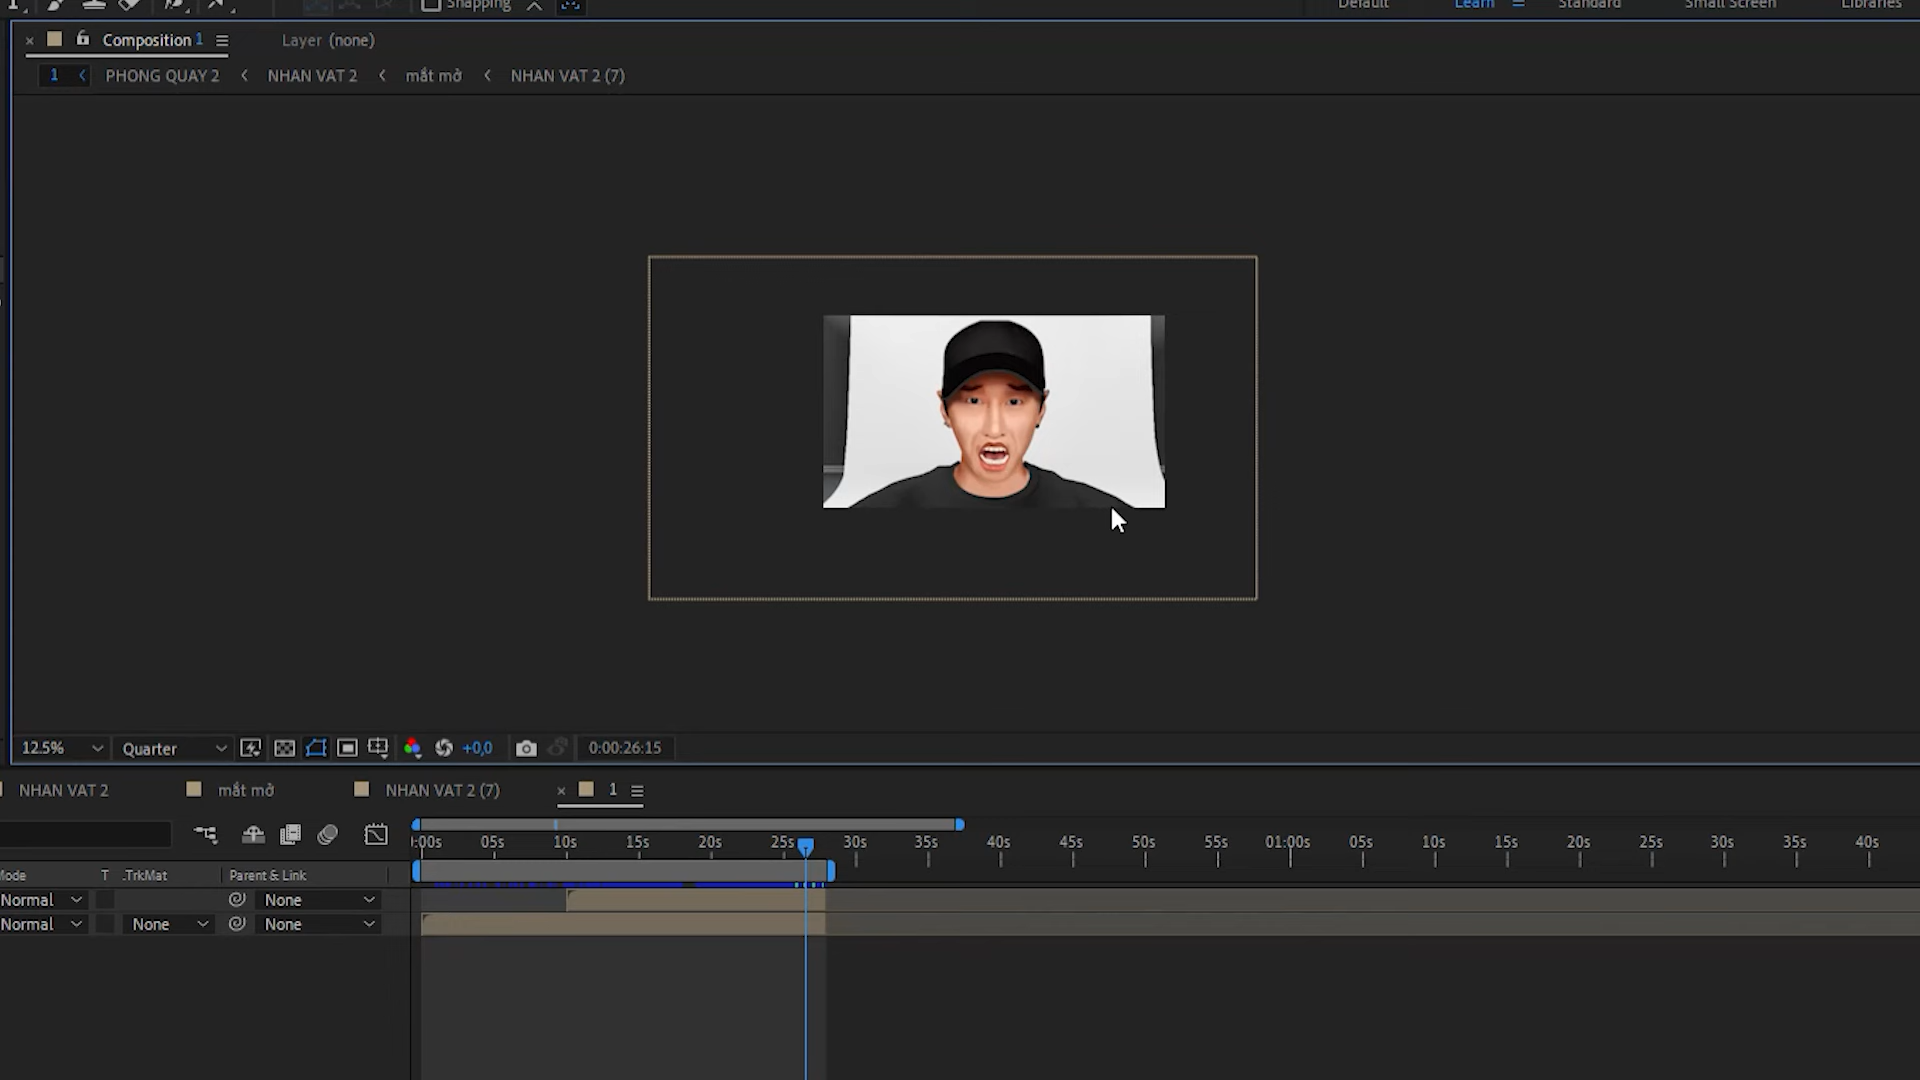 Snapping Default Learn Standard Small Screen Libraries
Composition 1 Layer (none)
1 PHONG QUAY 2 NHAN VAT 2 mắt mở NHAN VAT 2 (7)
12.5% Quarter +0,0 0:00:26:15
NHAN VAT 2 mắt mở NHAN VAT 2 (7) 1
:00s 05s 10s 15s 20s 25s 30s 35s 40s 45s 50s 55s 01:00s 05s 10s 15s 20s 25s 30s 35s 40s
Mode T .TrkMat Parent & Link
Normal None
Normal None None